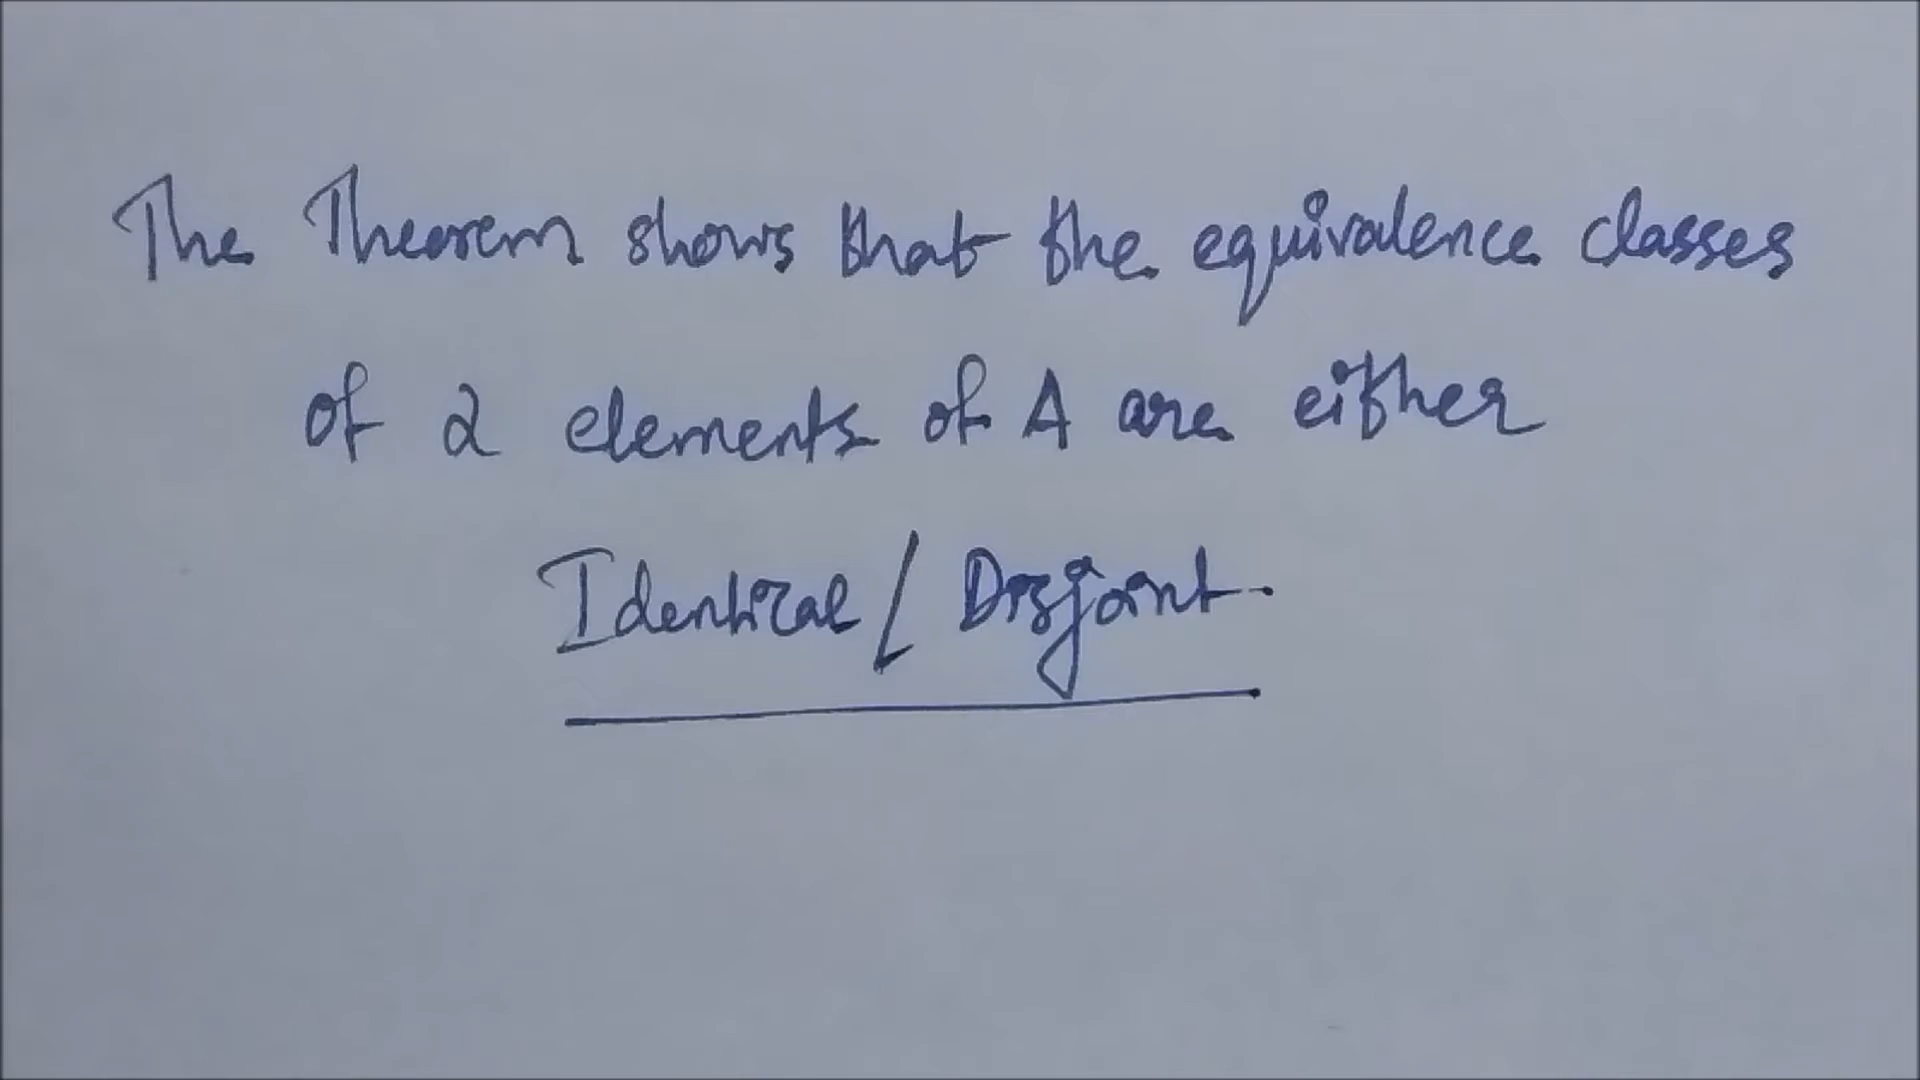 The Theorem shows that the equivalence classes
of 2 elements of A are either
Identical / Disjoint.